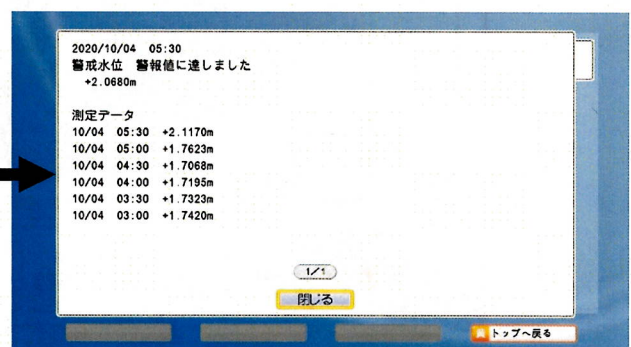 2020/10/04 05:30
警戒水位 警報値に達しました
+2.0680m
測定データ
10/04 05:30 +2.1170m
10/04 05:00 +1.7623m
10/04 04:30 +1.7068m
10/04 04:00 +1.7195m
10/04 03:30 +1.7323m
10/04 03:00 +1.7420m
1/1
閉じる
トップへ戻る